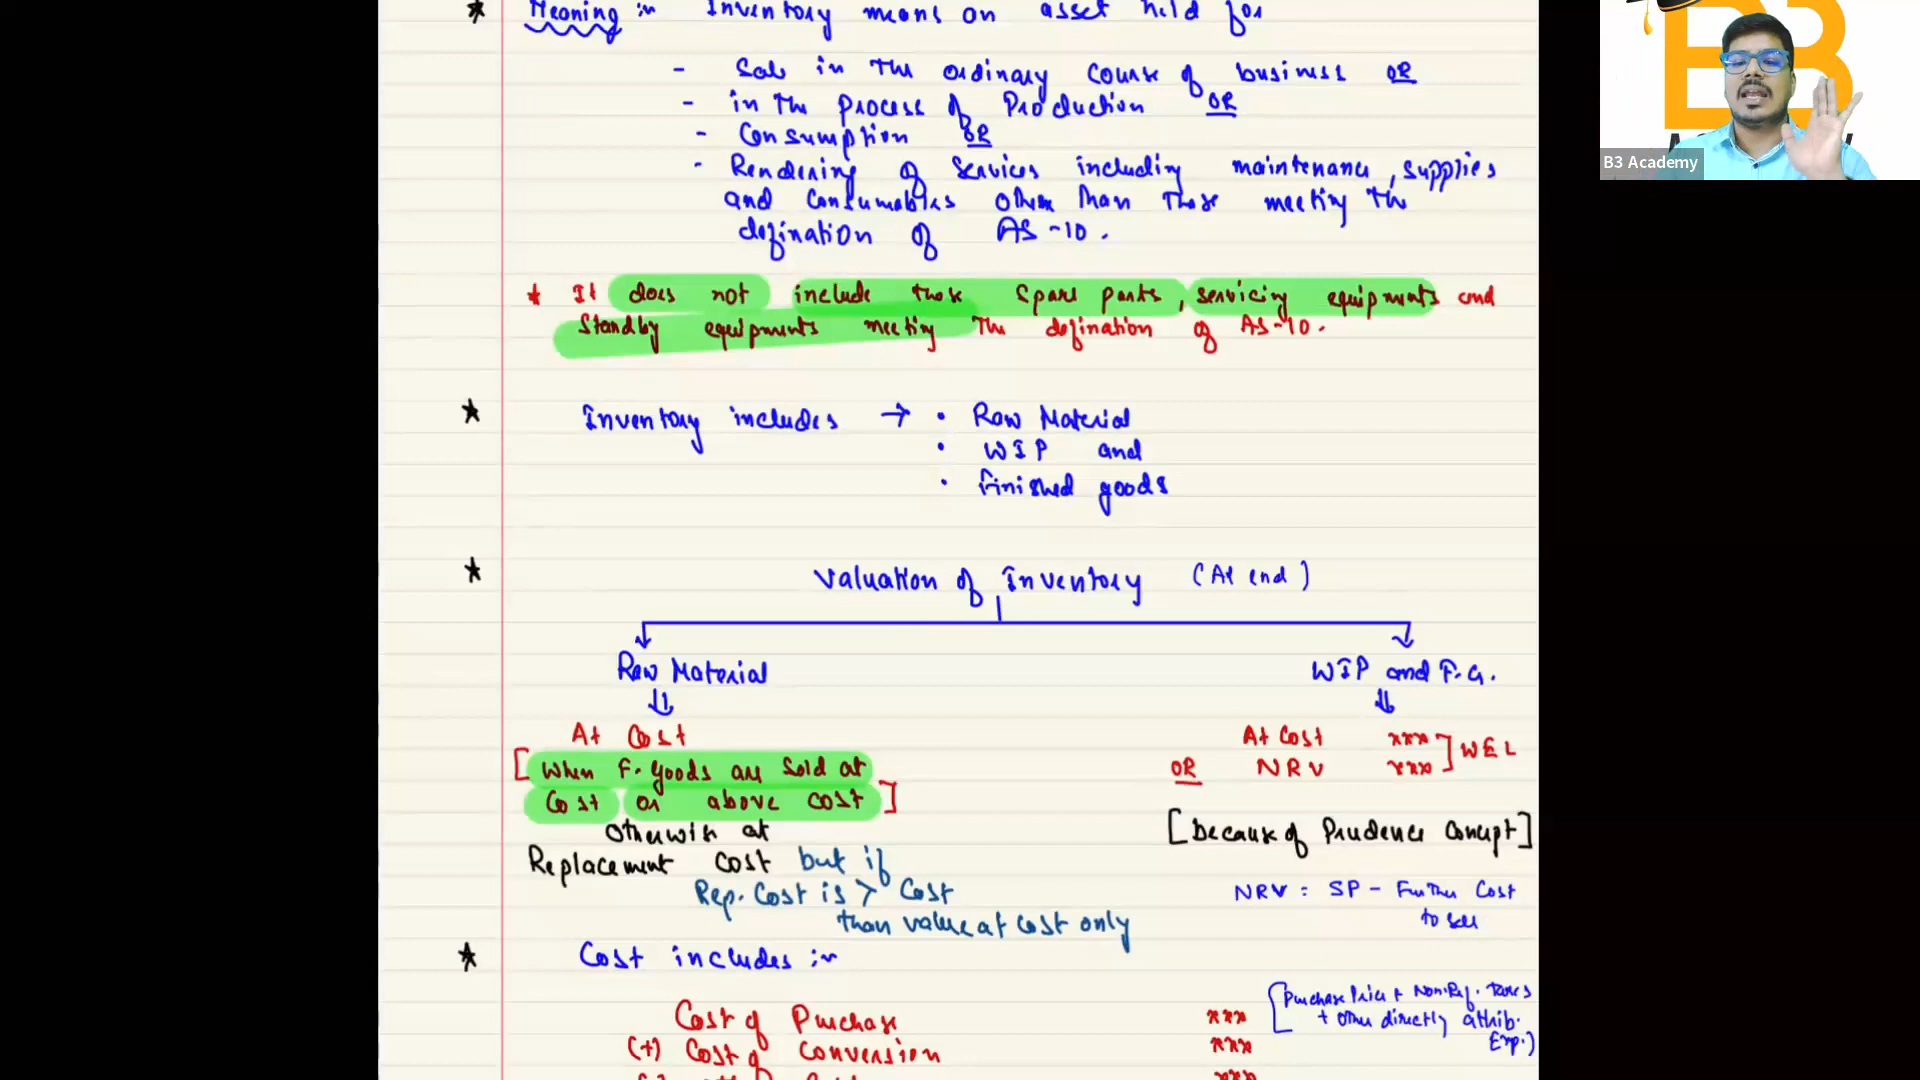 * Meaning :- Inventory means an asset held for
- Sale in the ordinary course of business OR
- in the process of Production OR
- Consumption OR
- Rendering of Services including maintenance, supplies
and consumables other than those meeting the
defination of AS-10.
* It does not include those spare parts, servicing equipments and
Standby equipments meeting the defination of AS-10.
* Inventory includes → • Raw Material
• WIP and
• Finished goods
* Valuation of Inventory (At end)
Raw Material WIP and F.G.
At Cost
[When F. Goods are Sold at
Cost or above cost]
otherwise at
Replacement cost but if
Rep. Cost is > Cost
than value at cost only
At Cost xxx
OR NRV xxx ] WEL
[Because of Prudence Concept]
NRV = SP - Further Cost
to sell
* Cost includes :-
Cost of Purchase xxx [Purchase Price + Non.Ref. taxes
+ other directly attrib.
Exp.)
(+) Cost of Conversion xxx
xxx
B3
B3 Academy